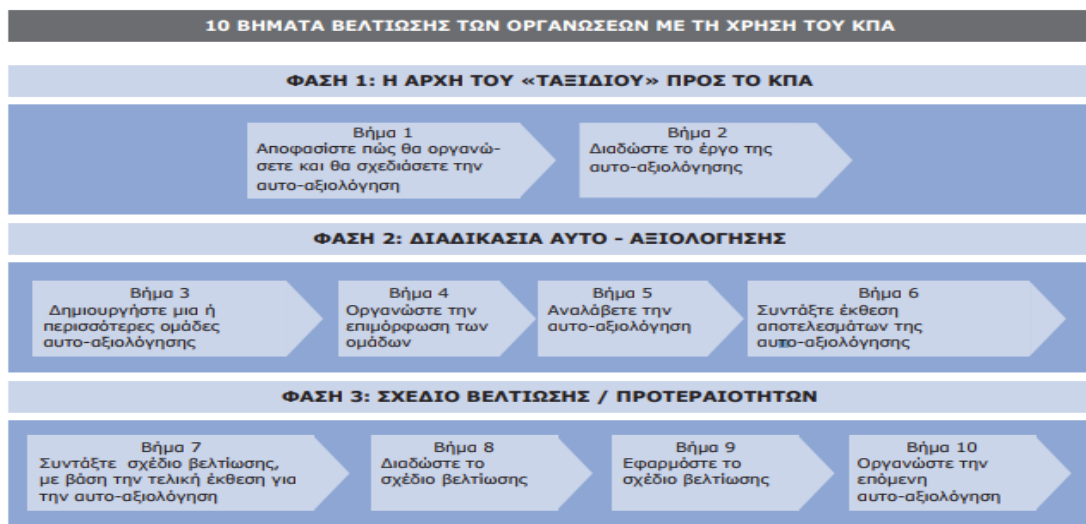 10 ΒΗΜΑΤΑ ΒΕΛΤΙΩΣΗΣ ΤΩΝ ΟΡΓΑΝΩΣΕΩΝ ΜΕ ΤΗ ΧΡΗΣΗ ΤΟΥ ΚΠΑ
ΦΑΣΗ 1: Η ΑΡΧΗ ΤΟΥ «ΤΑΞΙΔΙΟΥ» ΠΡΟΣ ΤΟ ΚΠΑ
Βήμα 1
Αποφασίστε πώς θα οργανώ-
σετε και θα σχεδιάσετε την
αυτο-αξιολόγηση
Βήμα 2
Διαδώστε το έργο της
αυτο-αξιολόγησης
ΦΑΣΗ 2: ΔΙΑΔΙΚΑΣΙΑ ΑΥΤΟ - ΑΞΙΟΛΟΓΗΣΗΣ
Βήμα 3
Δημιουργήστε μια ή
περισσότερες ομάδες
αυτο-αξιολόγησης
Βήμα 4
Οργανώστε την
επιμόρφωση των
ομάδων
Βήμα 5
Αναλάβετε την
αυτο-αξιολόγηση
Βήμα 6
Συντάξτε έκθεση
αποτελεσμάτων της
αυτο-αξιολόγησης
ΦΑΣΗ 3: ΣΧΕΔΙΟ ΒΕΛΤΙΩΣΗΣ / ΠΡΟΤΕΡΑΙΟΤΗΤΩΝ
Βήμα 7
Συντάξτε σχέδιο βελτίωσης,
με βάση την τελική έκθεση για
την αυτο-αξιολόγηση
Βήμα 8
Διαδώστε το
σχέδιο βελτίωσης
Βήμα 9
Εφαρμόστε το
σχέδιο βελτίωσης
Βήμα 10
Οργανώστε την
επόμενη
αυτο-αξιολόγηση